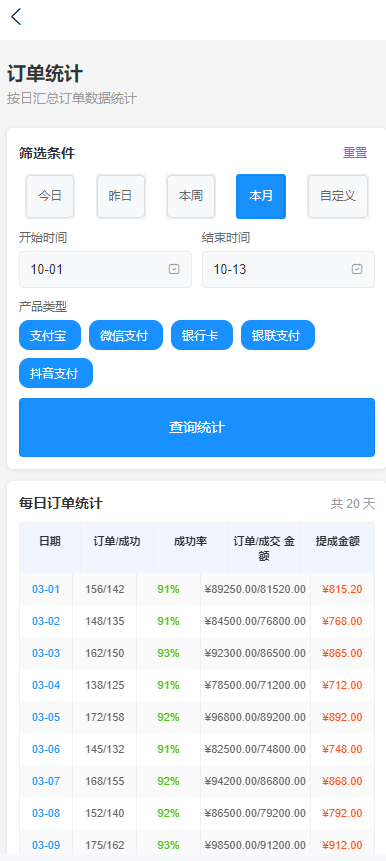 订单统计
按日汇总订单数据统计
筛选条件 重置
今日 昨日 本周 本月 自定义
开始时间 结束时间
10-01 10-13
产品类型
支付宝 微信支付 银行卡 银联支付
抖音支付
查询统计
每日订单统计 共 20 天
日期 订单/成功 成功率 订单/成交 金额 提成金额
03-01 156/142 91% ¥89250.00/81520.00 ¥815.20
03-02 148/135 91% ¥84500.00/76800.00 ¥768.00
03-03 162/150 93% ¥92300.00/86500.00 ¥865.00
03-04 138/125 91% ¥78500.00/71200.00 ¥712.00
03-05 172/158 92% ¥96800.00/89200.00 ¥892.00
03-06 145/132 91% ¥82500.00/74800.00 ¥748.00
03-07 168/155 92% ¥94200.00/86800.00 ¥868.00
03-08 152/140 92% ¥86500.00/79200.00 ¥792.00
03-09 175/162 93% ¥98500.00/91200.00 ¥912.00